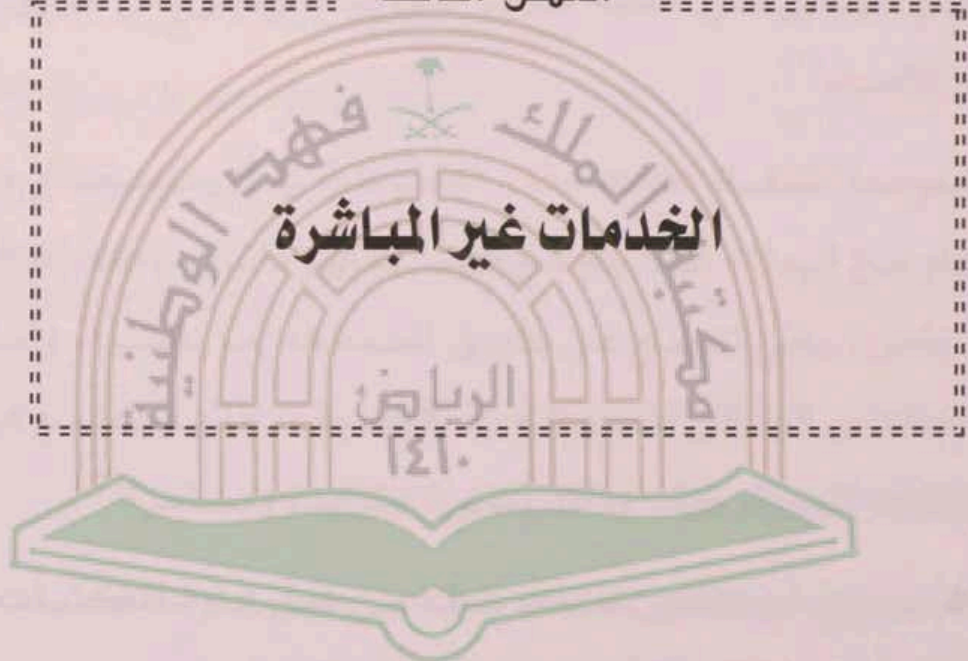 الخدمات غير المباشرة
مكتبة الملك فهد الوطنية
الرياض
١٤١٠